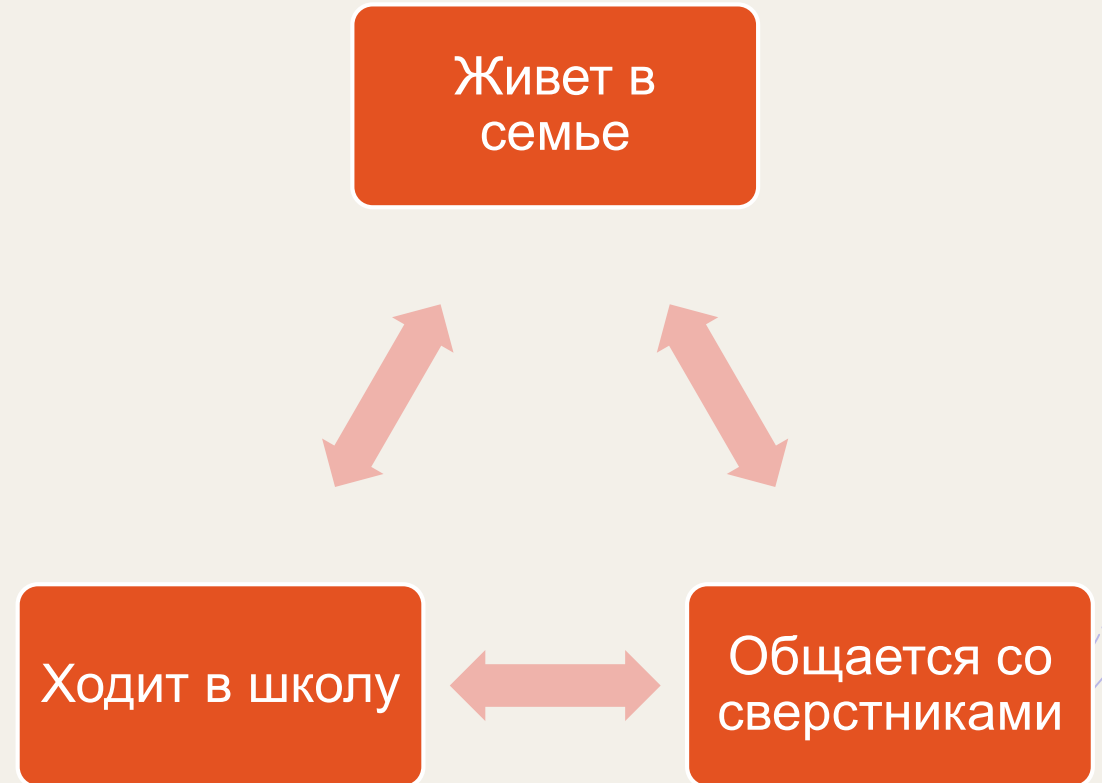 Живет в
семье
Ходит в школу
Общается со
сверстниками